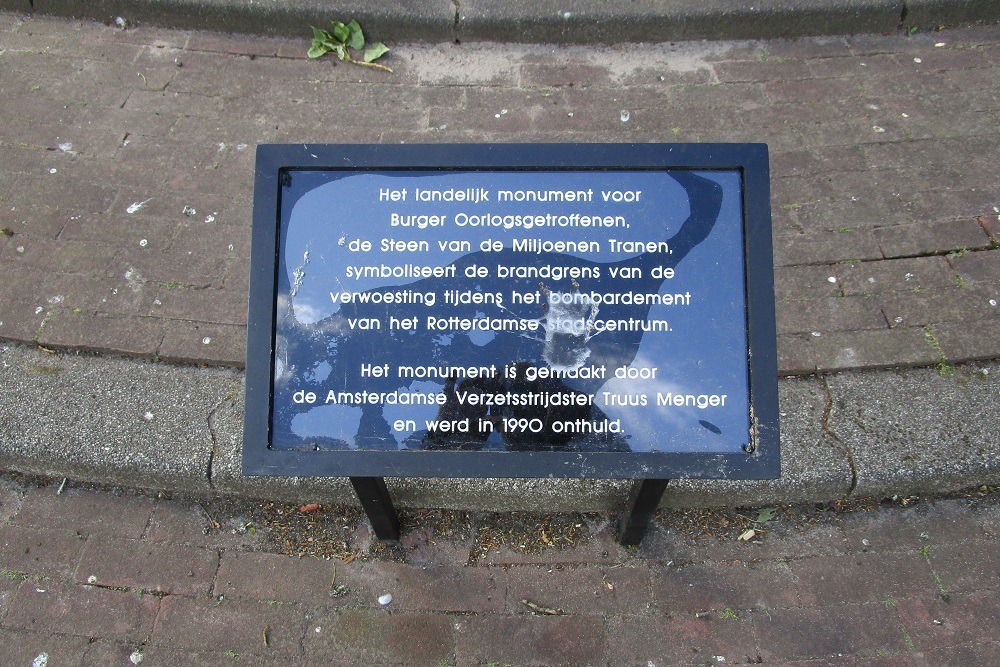 Het landelijk monument voor
Burger Oorlogsgetroffenen,
de Steen van de Miljoenen Tranen,
symboliseert de brandgrens van de
verwoesting tijdens het bombardement
van het Rotterdamse stadscentrum.
Het monument is gemaakt door
de Amsterdamse Verzetsstrijdster Truus Menger
en werd in 1990 onthuld.